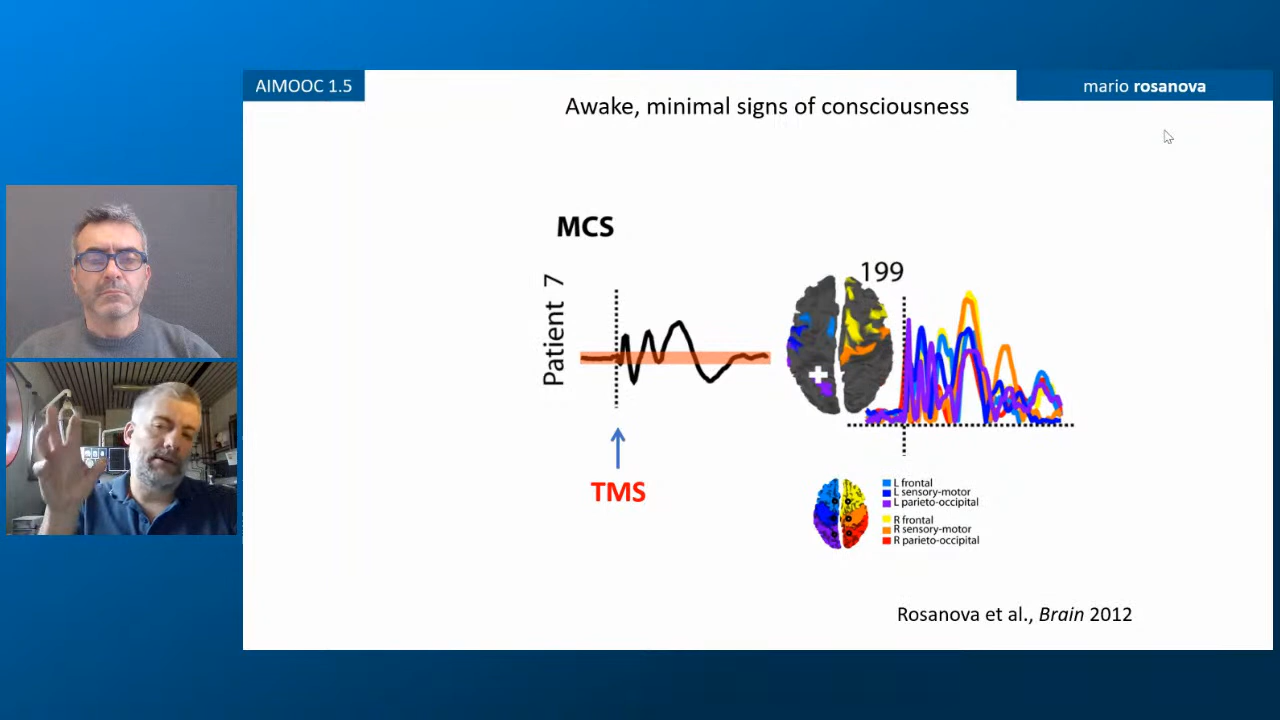 AIMOOC 1.5
mario rosanova
Awake, minimal signs of consciousness
MCS
Patient 7
199
TMS
L frontal
L sensory-motor
L parieto-occipital
R frontal
R sensory-motor
R parieto-occipital
Rosanova et al., Brain 2012